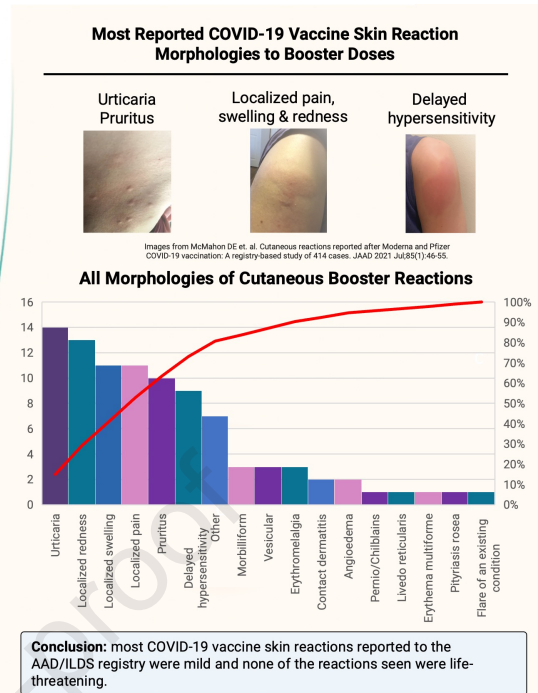 Most Reported COVID-19 Vaccine Skin Reaction
Morphologies to Booster Doses
Urticaria
Pruritus
Localized pain,
swelling & redness
Delayed
hypersensitivity
Images from McMahon DE et. al. Cutaneous reactions reported after Moderna and Pfizer
COVID-19 vaccination: A registry-based study of 414 cases. JAAD 2021 Jul;85(1):46-55.
All Morphologies of Cutaneous Booster Reactions
16
14
12
10
8
6
4
2
0
100%
90%
80%
70%
60%
50%
40%
30%
20%
10%
0%
Urticaria
Localized redness
Localized swelling
Localized pain
Pruritus
Delayed
hypersensitivity
Other
Morbilliform
Vesicular
Erythromelalgia
Contact dermatitis
Angioedema
Pernio/Chilblains
Livedo reticularis
Erythema multiforme
Pityriasis rosea
Flare of an existing
condition
proof
Conclusion: most COVID-19 vaccine skin reactions reported to the
AAD/ILDS registry were mild and none of the reactions seen were life-
threatening.